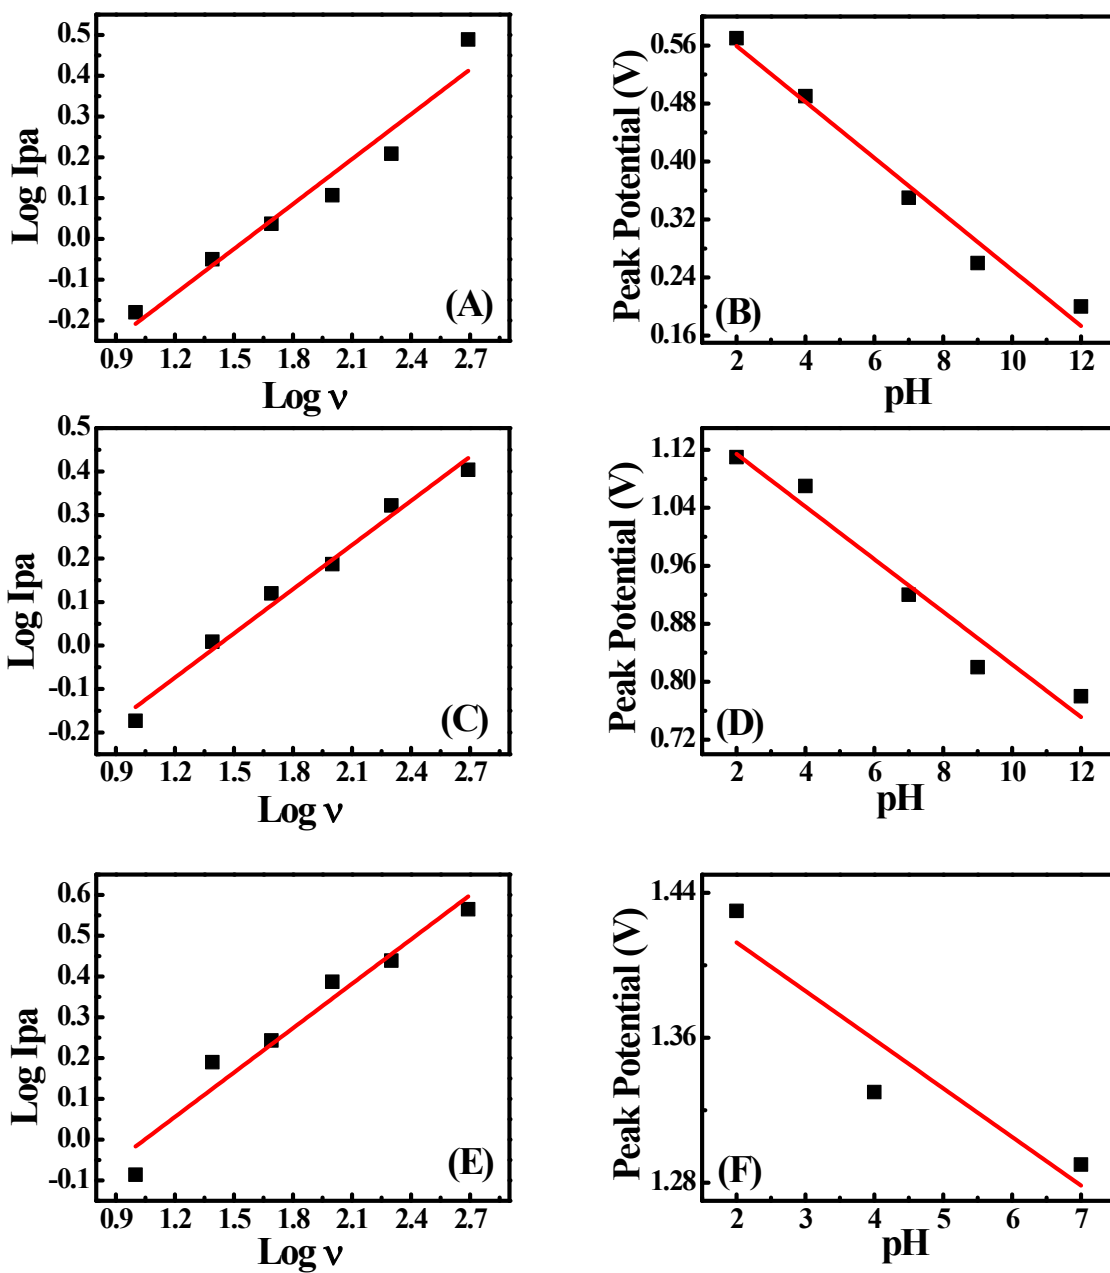 0.5
0.4
0.3
0.2
0.1
0.0
-0.1
-0.2
Log Ipa
(A)
0.9 1.2 1.5 1.8 2.1 2.4 2.7
Log ν
0.56
0.48
0.40
0.32
0.24
0.16
Peak Potential (V)
(B)
2 4 6 8 10 12
pH
0.5
0.4
0.3
0.2
0.1
0.0
-0.1
-0.2
Log Ipa
(C)
0.9 1.2 1.5 1.8 2.1 2.4 2.7
Log ν
1.12
1.04
0.96
0.88
0.80
0.72
Peak Potential (V)
(D)
2 4 6 8 10 12
pH
0.6
0.5
0.4
0.3
0.2
0.1
0.0
-0.1
Log Ipa
(E)
0.9 1.2 1.5 1.8 2.1 2.4 2.7
Log ν
1.44
1.36
1.28
Peak Potential (V)
(F)
2 3 4 5 6 7
pH